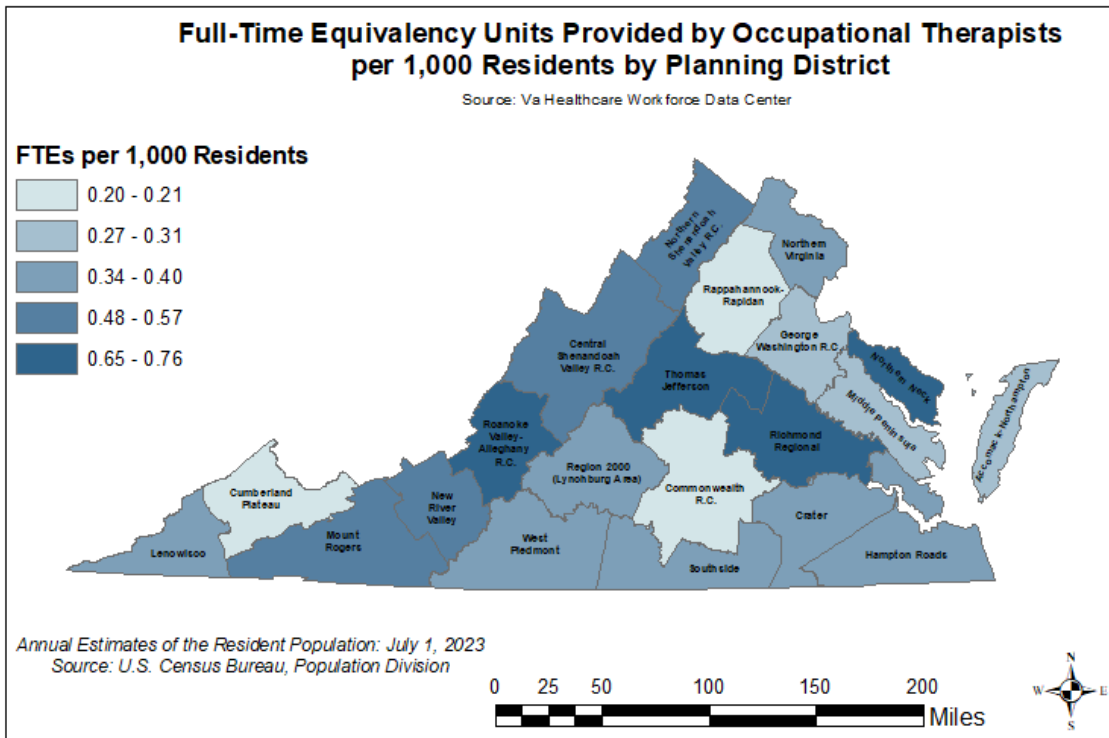 Full-Time Equivalency Units Provided by Occupational Therapists
per 1,000 Residents by Planning District
Source: Va Healthcare Workforce Data Center
FTEs per 1,000 Residents
0.20 - 0.21
0.27 - 0.31
0.34 - 0.40
0.48 - 0.57
0.65 - 0.76
Northern
Shenandoah
Valley R.C.
Northern
Virginia
Rappahannock-
Rapidan
George
Washington R.C.
Central
Shenandoah
Valley R.C.
Northern Neck
Thomas
Jefferson
Middle Peninsula
Accomack-Northampton
Roanoke
Valley-
Alleghany
R.C.
Richmond
Regional
Region 2000
(Lynchburg Area)
Commonwealth
R.C.
Cumberland
Plateau
New
River
Valley
Crater
Mount
Rogers
West
Piedmont
Lenowisco
Southside
Hampton Roads
Annual Estimates of the Resident Population: July 1, 2023
Source: U.S. Census Bureau, Population Division
0 25 50 100 150 200
Miles
N
W E
S